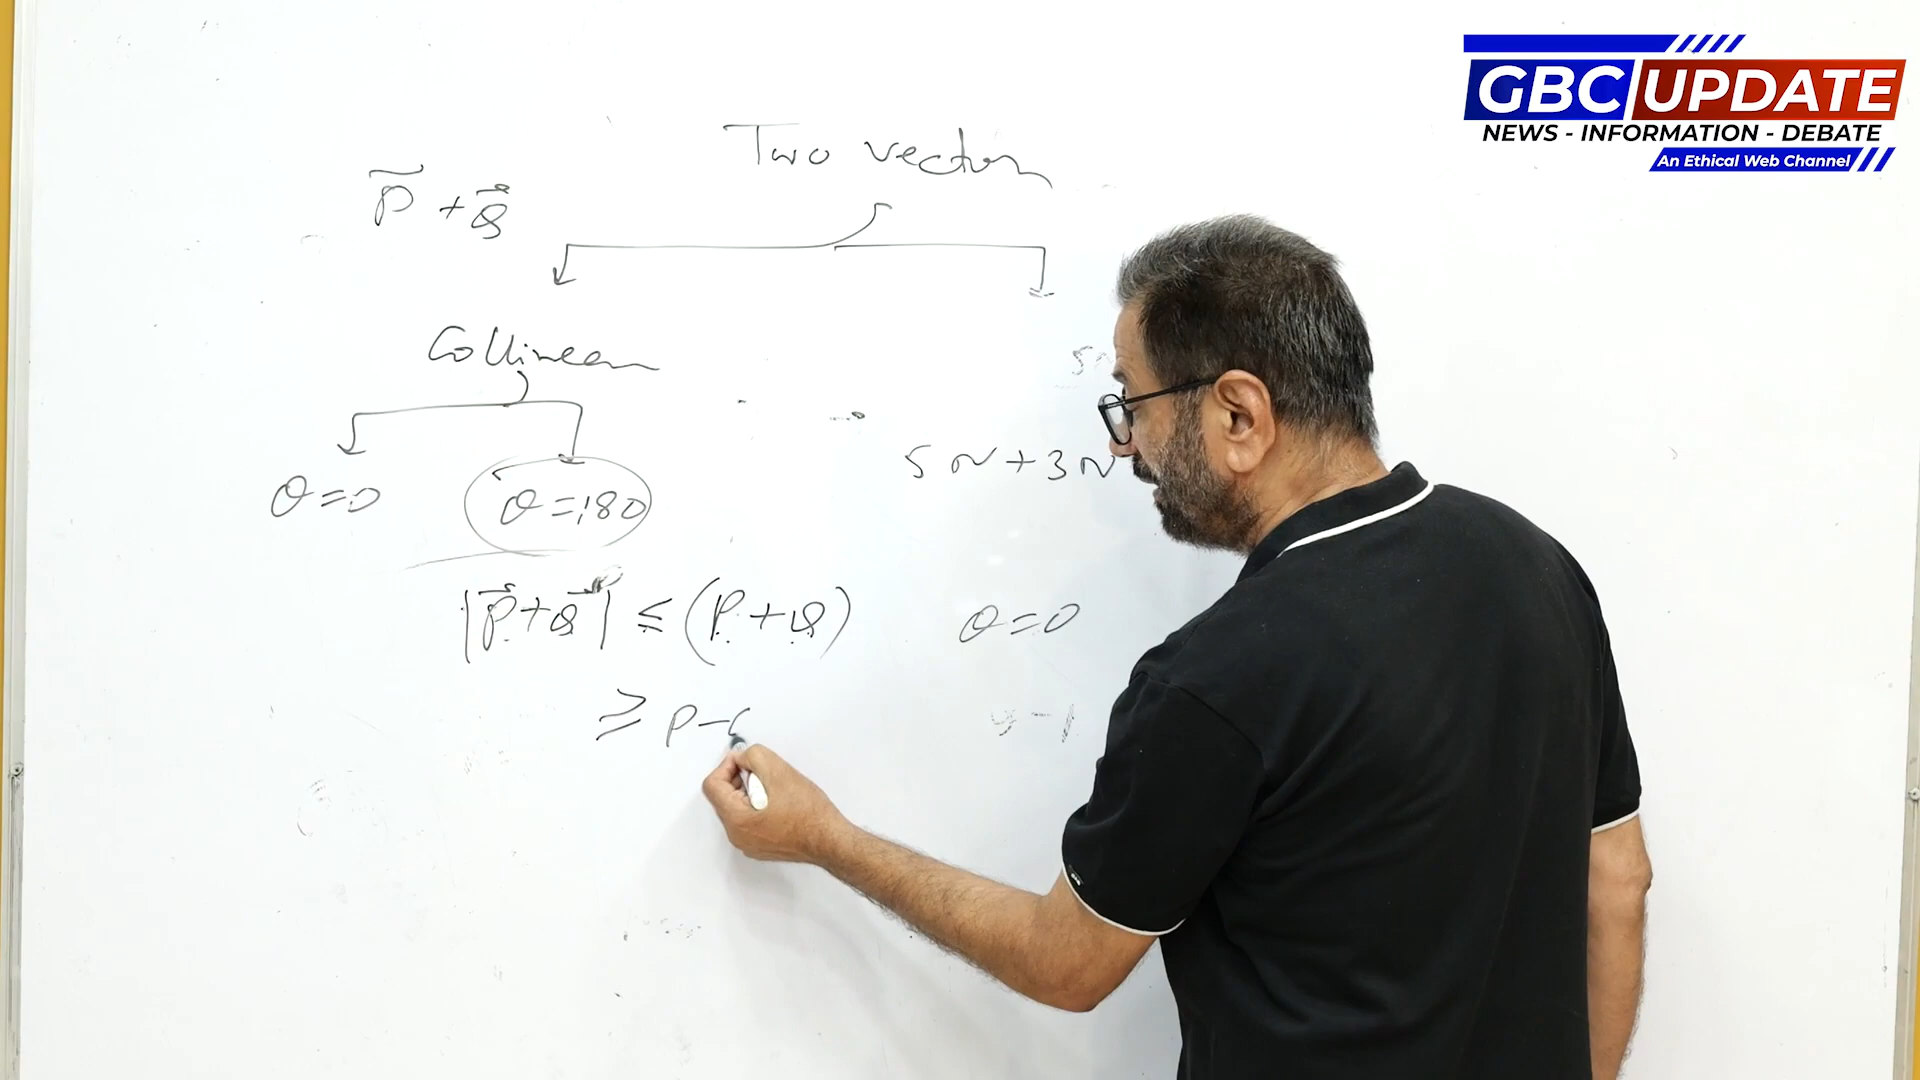 GBC UPDATE
NEWS - INFORMATION - DEBATE
An Ethical Web Channel
Two vector
P⃗ + Q⃗
Collinear
5N + 3N
θ = 0
θ = 180
|P⃗ + Q⃗| ≤ (P + Q)
θ = 0
≥ P -